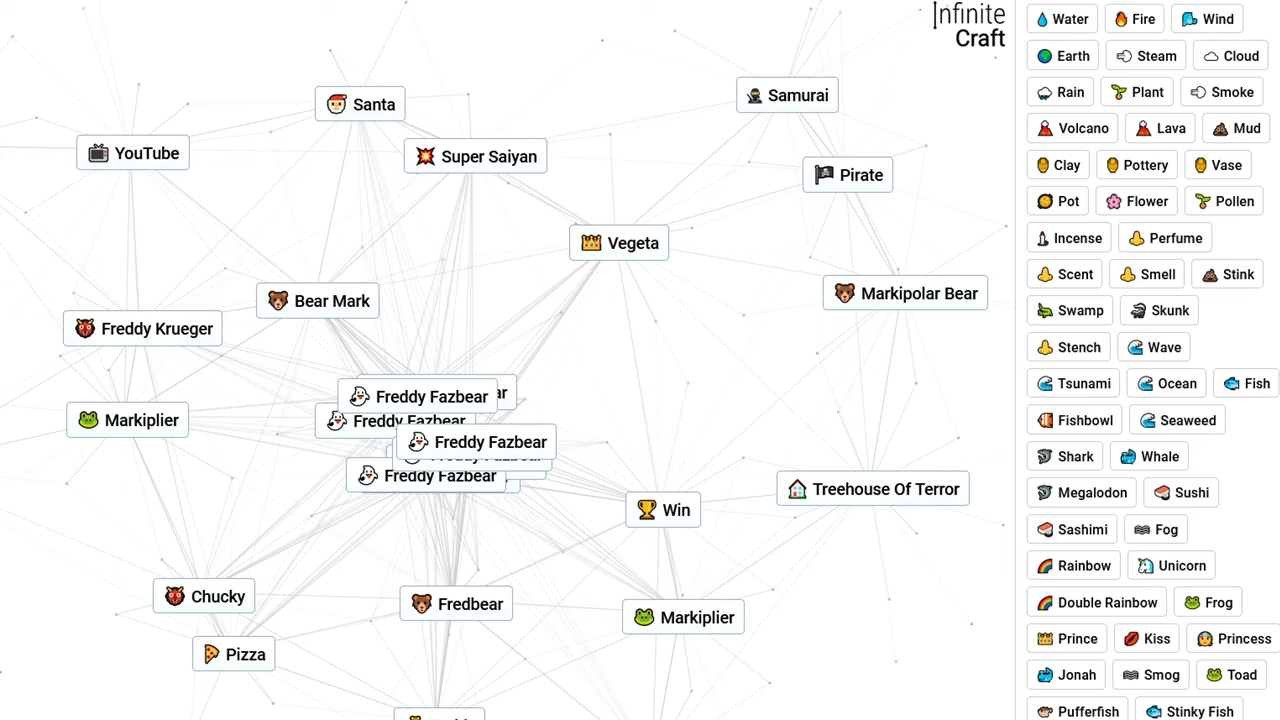 Infinite
Craft
Santa
Samurai
YouTube
Super Saiyan
Pirate
Vegeta
Bear Mark
Markipolar Bear
Freddy Krueger
Freddy Fazbear
ar
Markiplier
Freddy Fazbear
Freddy Fazbear
Freddy Fazbear
Freddy Fazbear
Treehouse Of Terror
Win
Chucky
Fredbear
Markiplier
Pizza
Water Fire Wind
Earth Steam Cloud
Rain Plant Smoke
Volcano Lava Mud
Clay Pottery Vase
Pot Flower Pollen
Incense Perfume
Scent Smell Stink
Swamp Skunk
Stench Wave
Tsunami Ocean Fish
Fishbowl Seaweed
Shark Whale
Megalodon Sushi
Sashimi Fog
Rainbow Unicorn
Double Rainbow Frog
Prince Kiss Princess
Jonah Smog Toad
Pufferfish Stinky Fish